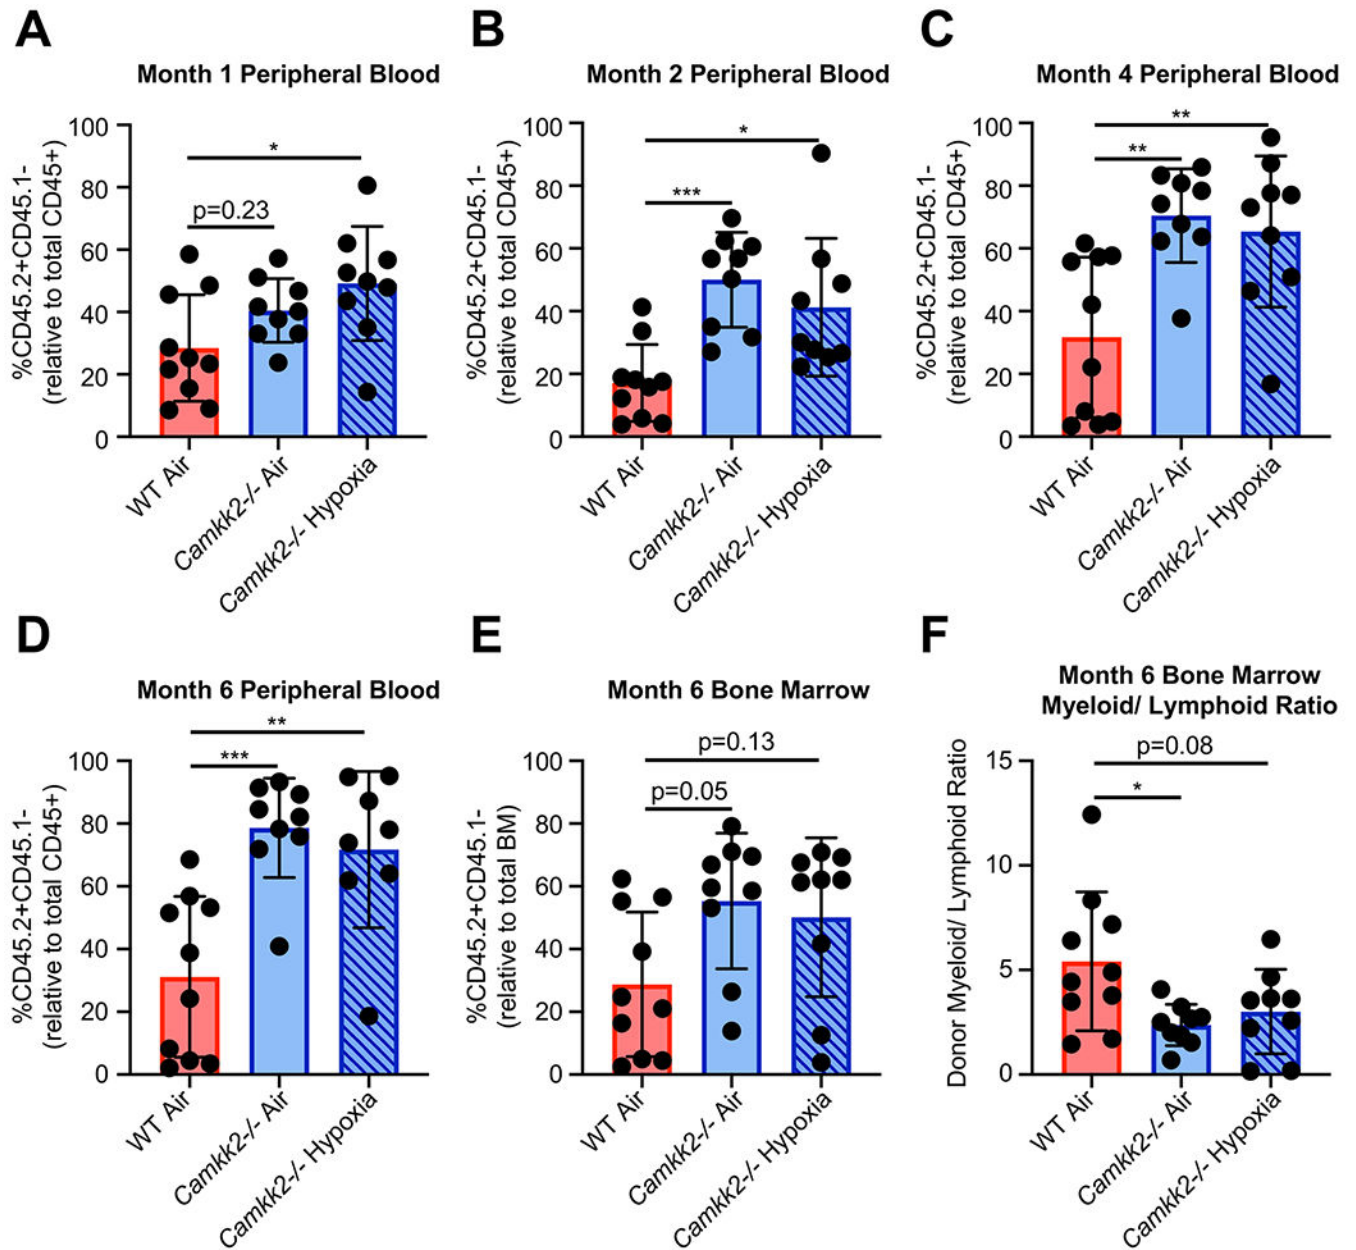 A
Month 1 Peripheral Blood
%CD45.2+CD45.1-
(relative to total CD45+)
100
80
60
40
20
0
*
p=0.23
WT Air
Camkk2-/- Air
Camkk2-/- Hypoxia
B
Month 2 Peripheral Blood
%CD45.2+CD45.1-
(relative to total CD45+)
100
80
60
40
20
0
*
***
WT Air
Camkk2-/- Air
Camkk2-/- Hypoxia
C
Month 4 Peripheral Blood
%CD45.2+CD45.1-
(relative to total CD45+)
100
80
60
40
20
0
**
**
WT Air
Camkk2-/- Air
Camkk2-/- Hypoxia
D
Month 6 Peripheral Blood
%CD45.2+CD45.1-
(relative to total CD45+)
100
80
60
40
20
0
**
***
WT Air
Camkk2-/- Air
Camkk2-/- Hypoxia
E
Month 6 Bone Marrow
%CD45.2+CD45.1-
(relative to total BM)
100
80
60
40
20
0
p=0.13
p=0.05
WT Air
Camkk2-/- Air
Camkk2-/- Hypoxia
F
Month 6 Bone Marrow
Myeloid/ Lymphoid Ratio
Donor Myeloid/ Lymphoid Ratio
15
10
5
0
p=0.08
*
WT Air
Camkk2-/- Air
Camkk2-/- Hypoxia